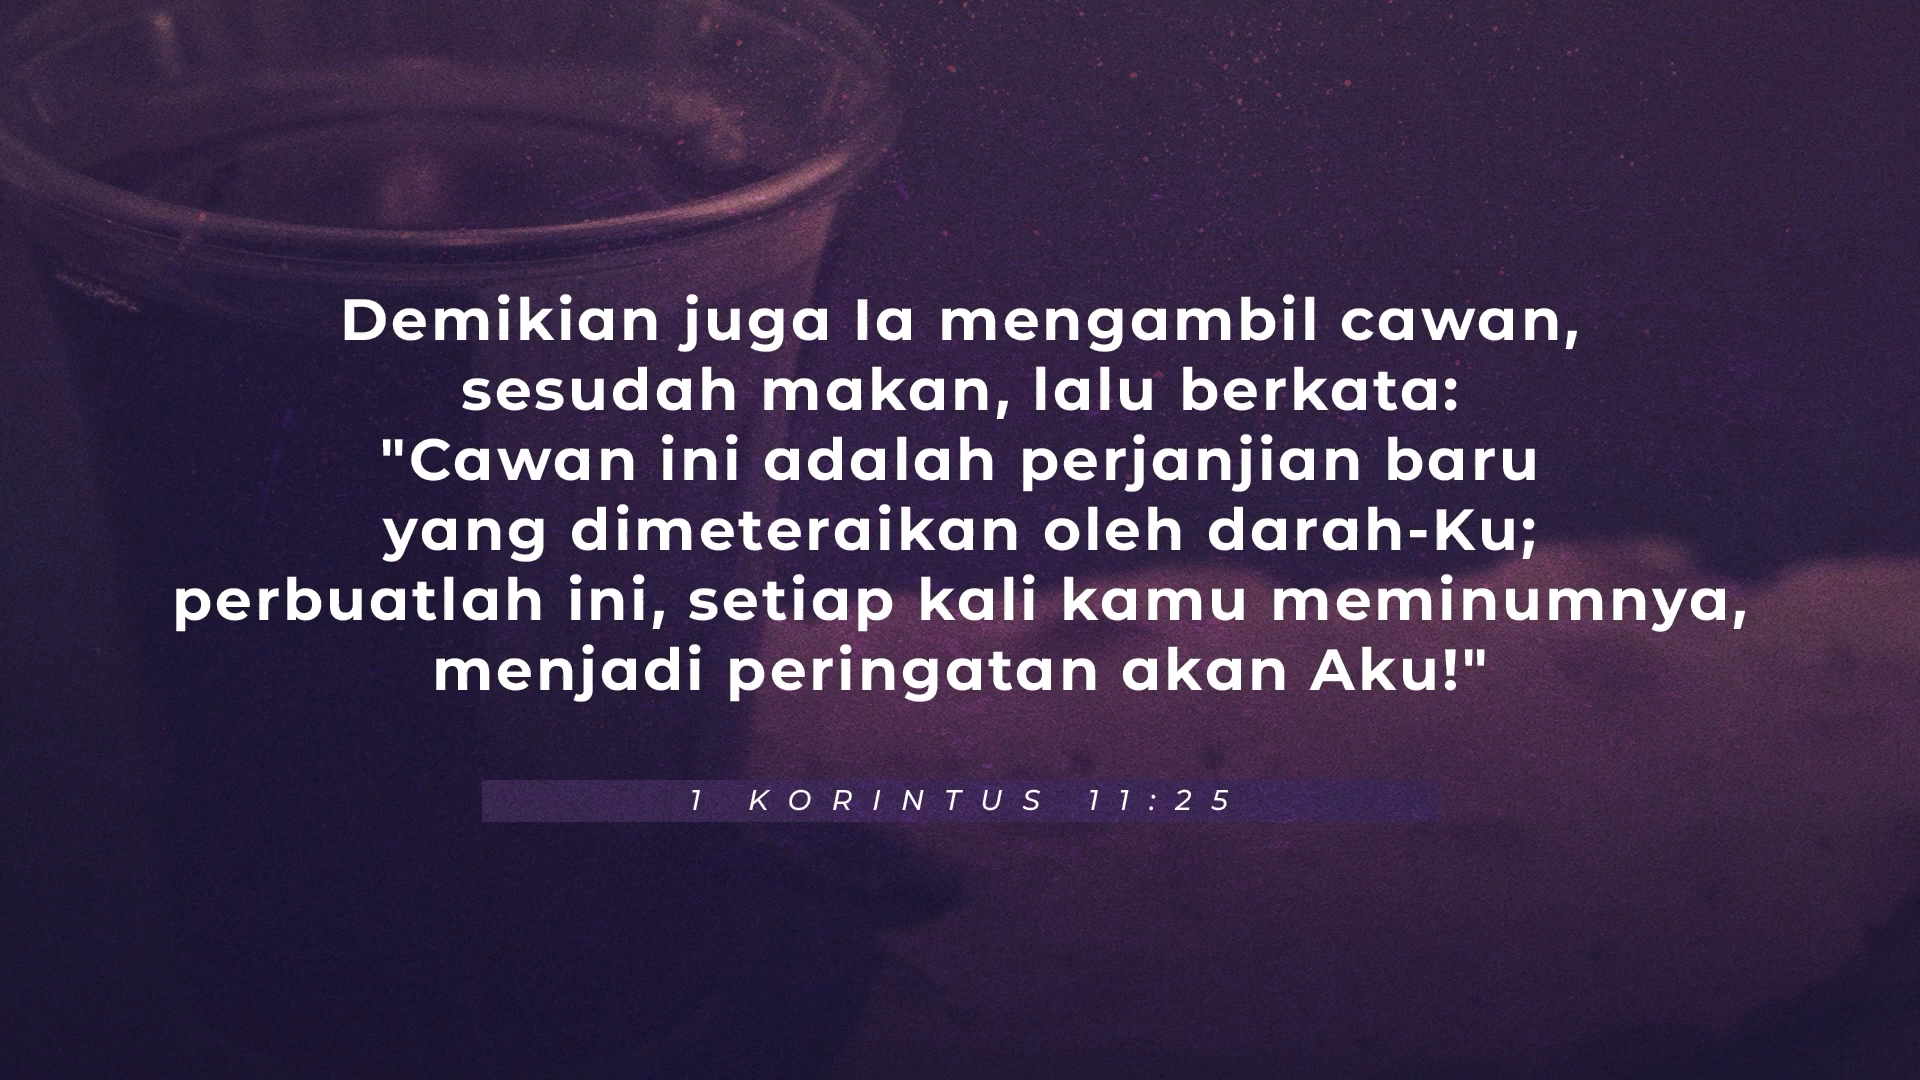 Demikian juga Ia mengambil cawan,
sesudah makan, lalu berkata:
"Cawan ini adalah perjanjian baru
yang dimeteraikan oleh darah-Ku;
perbuatlah ini, setiap kali kamu meminumnya,
menjadi peringatan akan Aku!"
1 KORINTUS 11:25